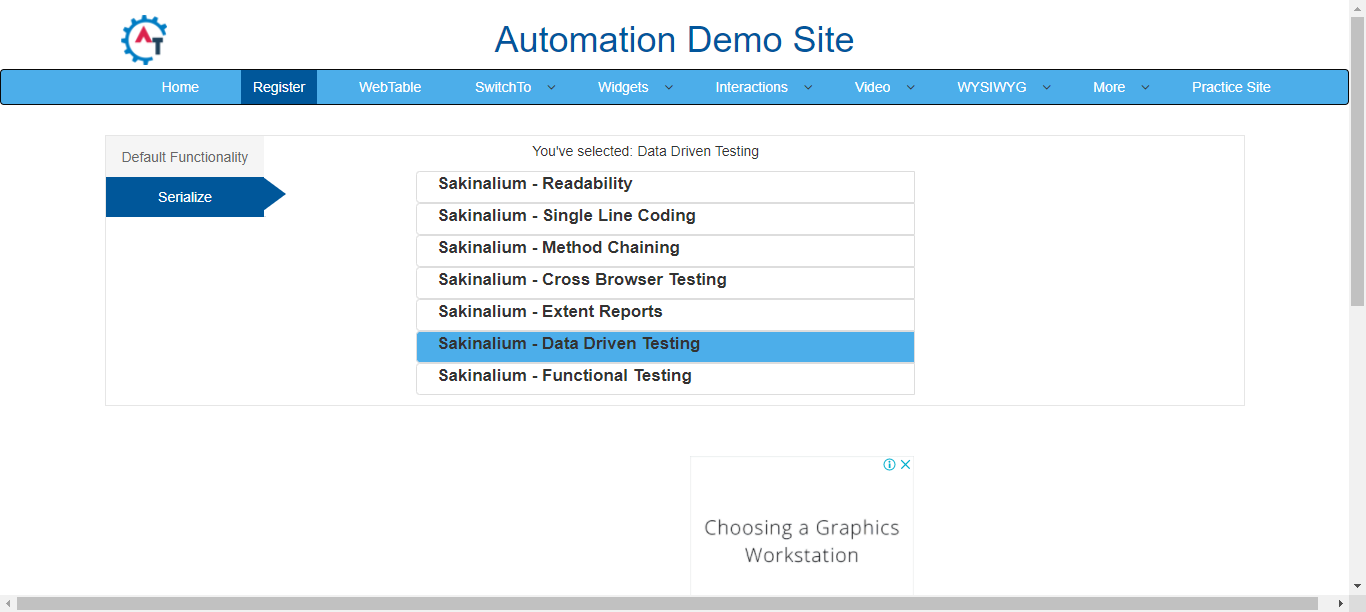 AT
Automation Demo Site
Home Register WebTable SwitchTo Widgets Interactions Video WYSIWYG More Practice Site
Default Functionality
Serialize
You've selected: Data Driven Testing
Sakinalium - Readability
Sakinalium - Single Line Coding
Sakinalium - Method Chaining
Sakinalium - Cross Browser Testing
Sakinalium - Extent Reports
Sakinalium - Data Driven Testing
Sakinalium - Functional Testing
Choosing a Graphics
Workstation